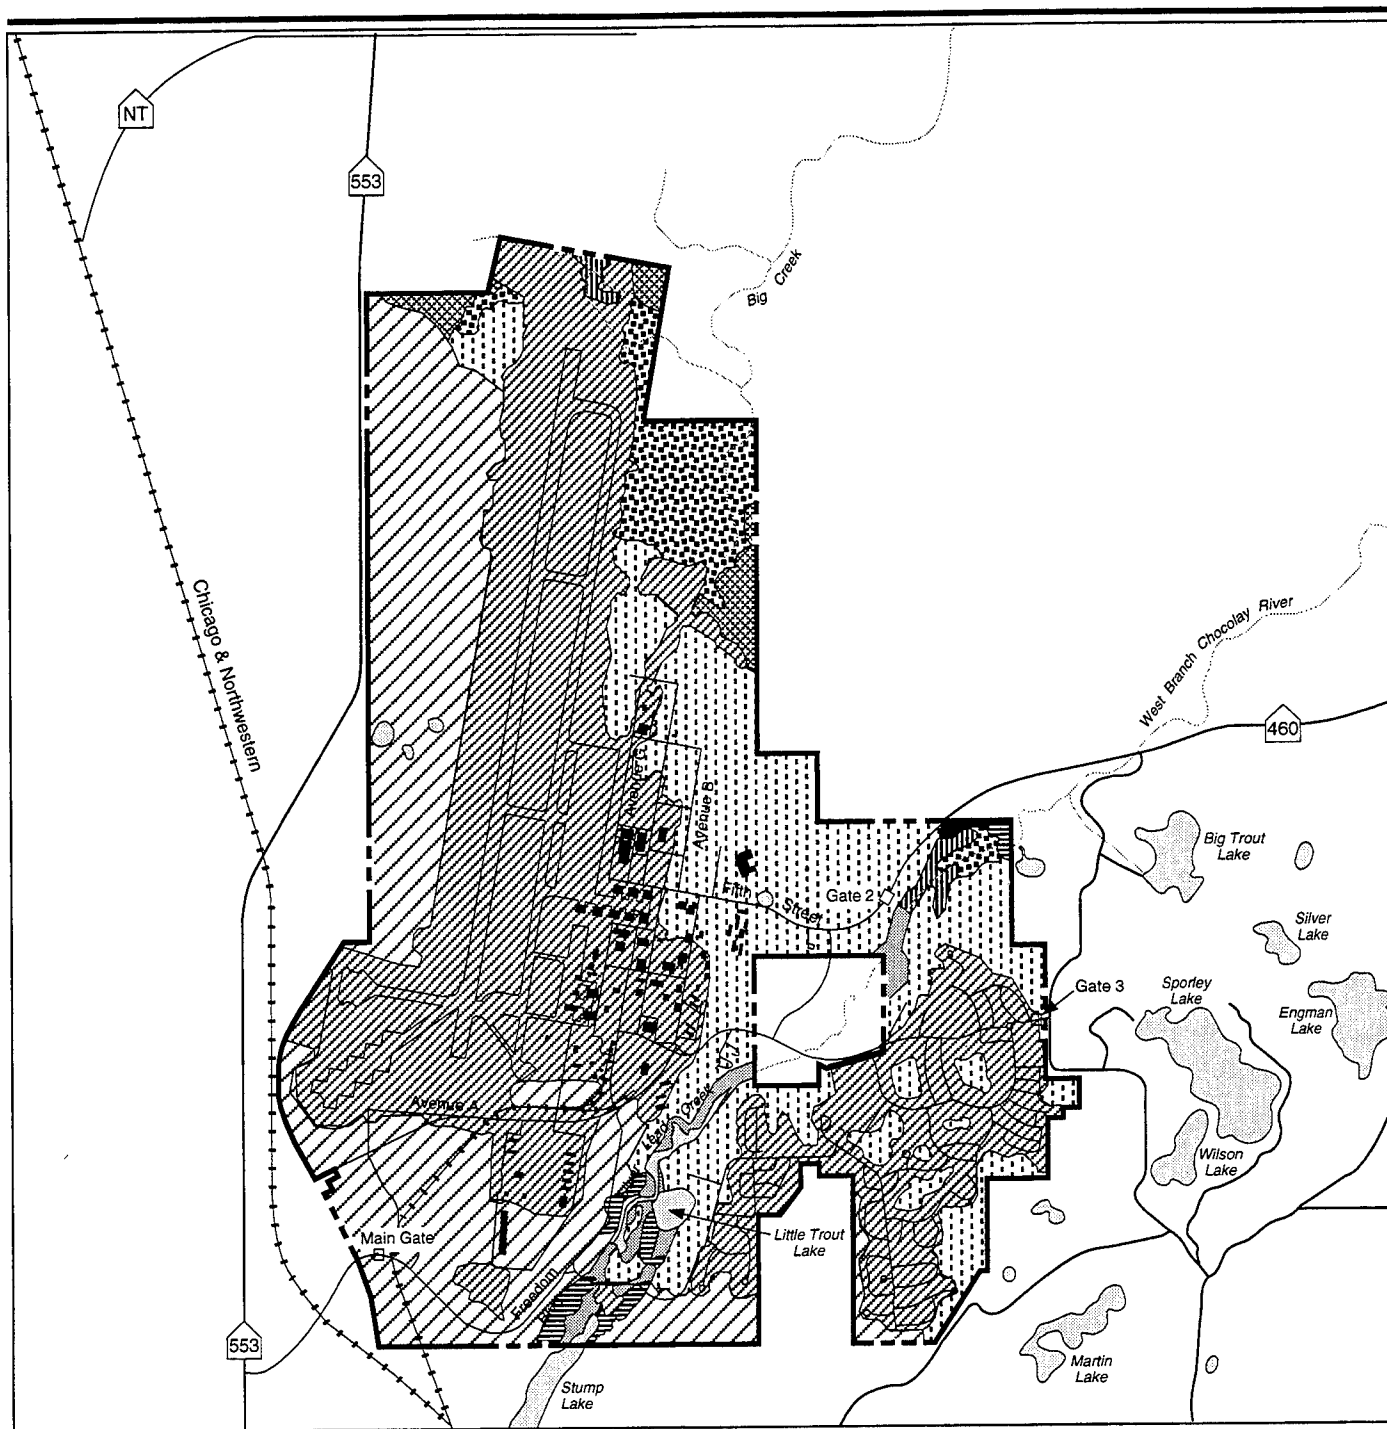 NT
553
Big Creek
Chicago & Northwestern
West Branch Chocolay River
460
Avenue G
Avenue B
Big Trout
Lake
Fifth
Street
Gate 2
Silver
Lake
Gate 3
Sporley
Lake
Engman
Lake
Avenue A
Creek
Wilson
Lake
Main Gate
Little Trout
Lake
Freedom
553
Stump
Lake
Martin
Lake